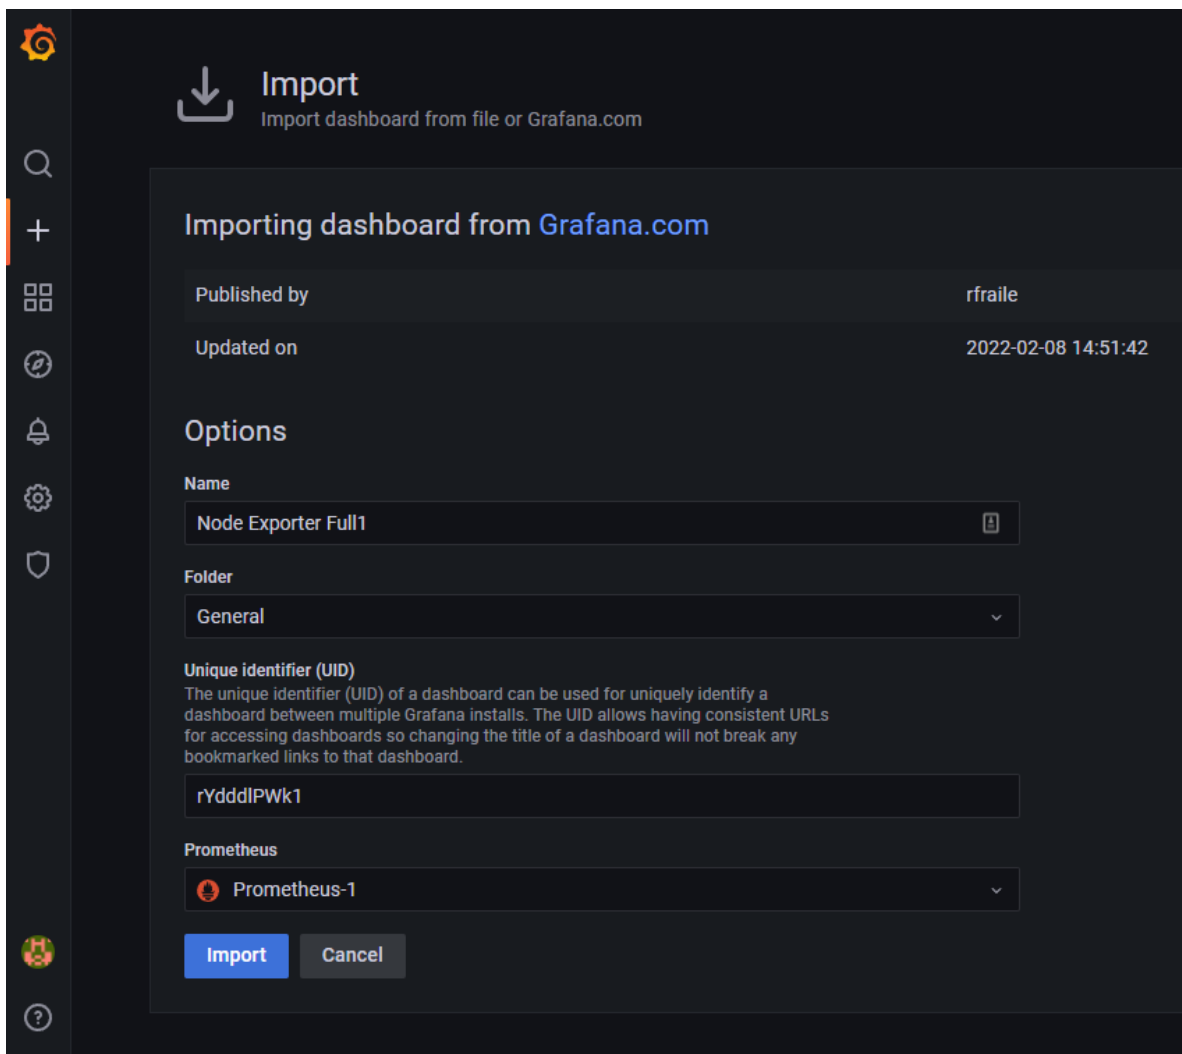 Import
Import dashboard from file or Grafana.com
Importing dashboard from Grafana.com
Published by rfraile
Updated on 2022-02-08 14:51:42
Options
Name
Node Exporter Full1
Folder
General
Unique identifier (UID)
The unique identifier (UID) of a dashboard can be used for uniquely identify a
dashboard between multiple Grafana installs. The UID allows having consistent URLs
for accessing dashboards so changing the title of a dashboard will not break any
bookmarked links to that dashboard.
rYdddlPWk1
Prometheus
Prometheus-1
Import Cancel